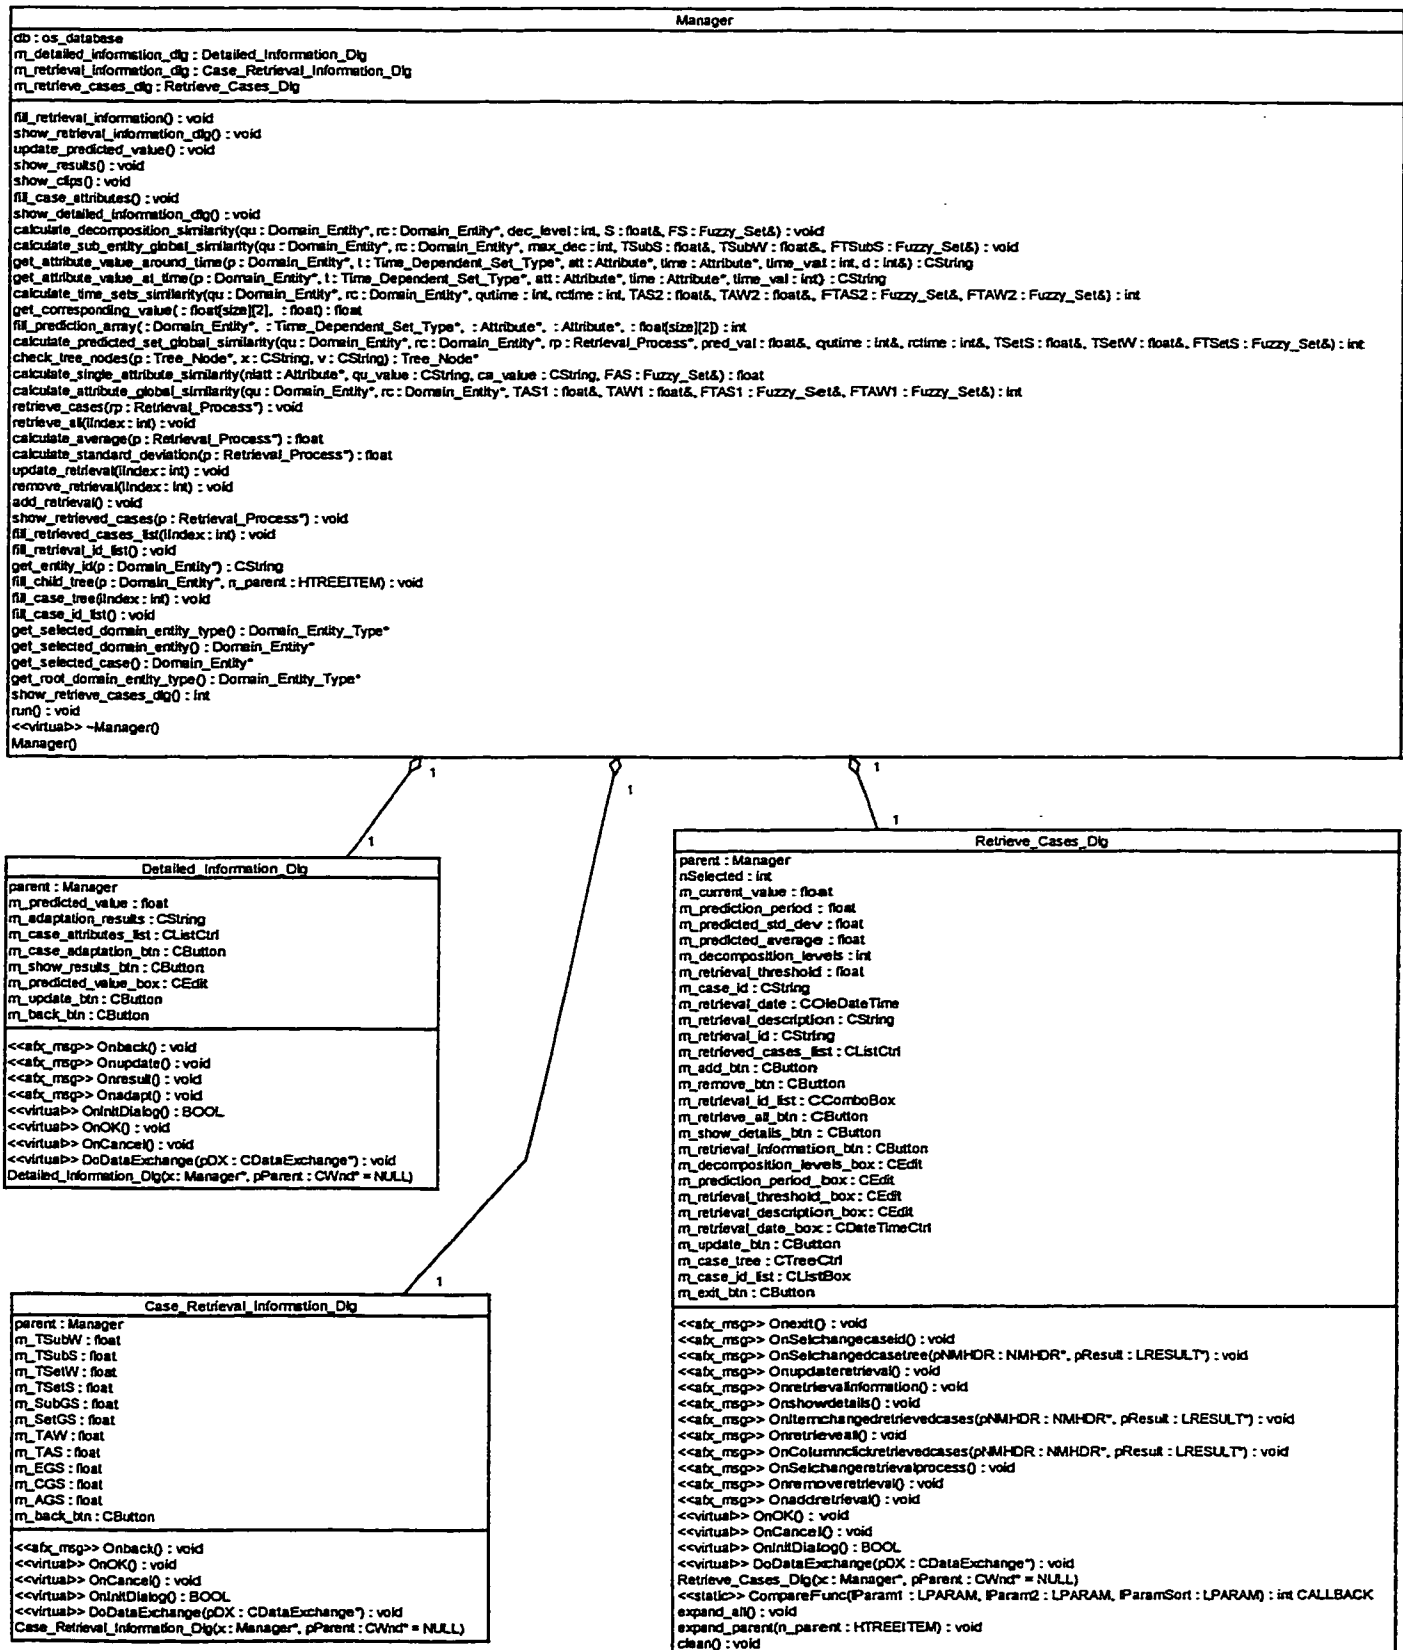 Manager
db : os_database
m_detailed_information_dlg : Detailed_Information_Dlg
m_retrieval_information_dlg : Case_Retrieval_Information_Dlg
m_retrieve_cases_dlg : Retrieve_Cases_Dlg
fill_retrieval_information() : void
show_retrieval_information_dlg() : void
update_predicted_value() : void
show_results() : void
show_clips() : void
fill_case_attributes() : void
show_detailed_information_dlg() : void
calculate_decomposition_similarity(qu : Domain_Entity*, rc : Domain_Entity*, dec_level : int, S : float&, FS : Fuzzy_Set&) : void
calculate_sub_entity_global_similarity(qu : Domain_Entity*, rc : Domain_Entity*, max_dec : int, TSubS : float&, TSubW : float&, FTSubS : Fuzzy_Set&) : void
get_attribute_value_around_time(p : Domain_Entity*, t : Time_Dependent_Set_Type*, att : Attribute*, time : Attribute*, time_val : int, d : int&) : CString
get_attribute_value_at_time(p : Domain_Entity*, t : Time_Dependent_Set_Type*, att : Attribute*, time : Attribute*, time_val : int) : CString
calculate_time_sets_similarity(qu : Domain_Entity*, rc : Domain_Entity*, qutime : int, rctime : int, TAS2 : float&, TAW2 : float&, FTAS2 : Fuzzy_Set&, FTAW2 : Fuzzy_Set&) : int
get_corresponding_value( : float[size][2], : float) : float
fill_prediction_array( : Domain_Entity*, : Time_Dependent_Set_Type*, : Attribute*, : Attribute*, : float[size][2]) : int
calculate_predicted_set_global_similarity(qu : Domain_Entity*, rc : Domain_Entity*, rp : Retrieval_Process*, pred_val : float&, qutime : int&, rctime : int&, TSetS : float&, TSetW : float&, FTSetS : Fuzzy_Set&) : int
check_tree_nodes(p : Tree_Node*, x : CString, v : CString) : Tree_Node*
calculate_single_attribute_similarity(niatt : Attribute*, qu_value : CString, ca_value : CString, FAS : Fuzzy_Set&) : float
calculate_attribute_global_similarity(qu : Domain_Entity*, rc : Domain_Entity*, TAS1 : float&, TAW1 : float&, FTAS1 : Fuzzy_Set&, FTAW1 : Fuzzy_Set&) : int
retrieve_cases(rp : Retrieval_Process*) : void
retrieve_all(iIndex : int) : void
calculate_average(p : Retrieval_Process*) : float
calculate_standard_deviation(p : Retrieval_Process*) : float
update_retrieval(iIndex : int) : void
remove_retrieval(iIndex : int) : void
add_retrieval() : void
show_retrieved_cases(p : Retrieval_Process*) : void
fill_retrieved_cases_list(iIndex : int) : void
fill_retrieval_id_list() : void
get_entity_id(p : Domain_Entity*) : CString
fill_child_tree(p : Domain_Entity*, n_parent : HTREEITEM) : void
fill_case_tree(iIndex : int) : void
fill_case_id_list() : void
get_selected_domain_entity_type() : Domain_Entity_Type*
get_selected_domain_entity() : Domain_Entity*
get_selected_case() : Domain_Entity*
get_root_domain_entity_type() : Domain_Entity_Type*
show_retrieve_cases_dlg() : int
run() : void
<<virtual>> ~Manager()
Manager()
1
1
1
1
1
1
Detailed_Information_Dlg
parent : Manager
m_predicted_value : float
m_adaptation_results : CString
m_case_attributes_list : CListCtrl
m_case_adaptation_btn : CButton
m_show_results_btn : CButton
m_predicted_value_box : CEdit
m_update_btn : CButton
m_back_btn : CButton
<<afx_msg>> Onback() : void
<<afx_msg>> Onupdate() : void
<<afx_msg>> Onresult() : void
<<afx_msg>> Onadapt() : void
<<virtual>> OnInitDialog() : BOOL
<<virtual>> OnOK() : void
<<virtual>> OnCancel() : void
<<virtual>> DoDataExchange(pDX : CDataExchange*) : void
Detailed_Information_Dlg(x : Manager*, pParent : CWnd* = NULL)
Case_Retrieval_Information_Dlg
parent : Manager
m_TSubW : float
m_TSubS : float
m_TSetW : float
m_TSetS : float
m_SubGS : float
m_SetGS : float
m_TAW : float
m_TAS : float
m_EGS : float
m_CGS : float
m_AGS : float
m_back_btn : CButton
<<afx_msg>> Onback() : void
<<virtual>> OnOK() : void
<<virtual>> OnCancel() : void
<<virtual>> OnInitDialog() : BOOL
<<virtual>> DoDataExchange(pDX : CDataExchange*) : void
Case_Retrieval_Information_Dlg(x : Manager*, pParent : CWnd* = NULL)
Retrieve_Cases_Dlg
parent : Manager
nSelected : int
m_current_value : float
m_prediction_period : float
m_predicted_std_dev : float
m_predicted_average : float
m_decomposition_levels : int
m_retrieval_threshold : float
m_case_id : CString
m_retrieval_date : COleDateTime
m_retrieval_description : CString
m_retrieval_id : CString
m_retrieved_cases_list : CListCtrl
m_add_btn : CButton
m_remove_btn : CButton
m_retrieval_id_list : CComboBox
m_retrieve_all_btn : CButton
m_show_details_btn : CButton
m_retrieval_information_btn : CButton
m_decomposition_levels_box : CEdit
m_prediction_period_box : CEdit
m_retrieval_threshold_box : CEdit
m_retrieval_description_box : CEdit
m_retrieval_date_box : CDateTimeCtrl
m_update_btn : CButton
m_case_tree : CTreeCtrl
m_case_id_list : CListBox
m_exit_btn : CButton
<<afx_msg>> Onexit() : void
<<afx_msg>> OnSelchangecaseid() : void
<<afx_msg>> OnSelchangedcasetree(pNMHDR : NMHDR*, pResult : LRESULT*) : void
<<afx_msg>> Onupdateretrieval() : void
<<afx_msg>> Onretrievalinformation() : void
<<afx_msg>> Onshowdetails() : void
<<afx_msg>> OnItemchangedretrievedcases(pNMHDR : NMHDR*, pResult : LRESULT*) : void
<<afx_msg>> Onretrieveall() : void
<<afx_msg>> OnColumnclickretrievedcases(pNMHDR : NMHDR*, pResult : LRESULT*) : void
<<afx_msg>> OnSelchangeretrievalprocess() : void
<<afx_msg>> Onremoveretrieval() : void
<<afx_msg>> Onaddretrieval() : void
<<virtual>> OnOK() : void
<<virtual>> OnCancel() : void
<<virtual>> OnInitDialog() : BOOL
<<virtual>> DoDataExchange(pDX : CDataExchange*) : void
Retrieve_Cases_Dlg(x : Manager*, pParent : CWnd* = NULL)
<<static>> CompareFunc(lParam1 : LPARAM, lParam2 : LPARAM, lParamSort : LPARAM) : int CALLBACK
expand_all() : void
expand_parent(n_parent : HTREEITEM) : void
clean() : void